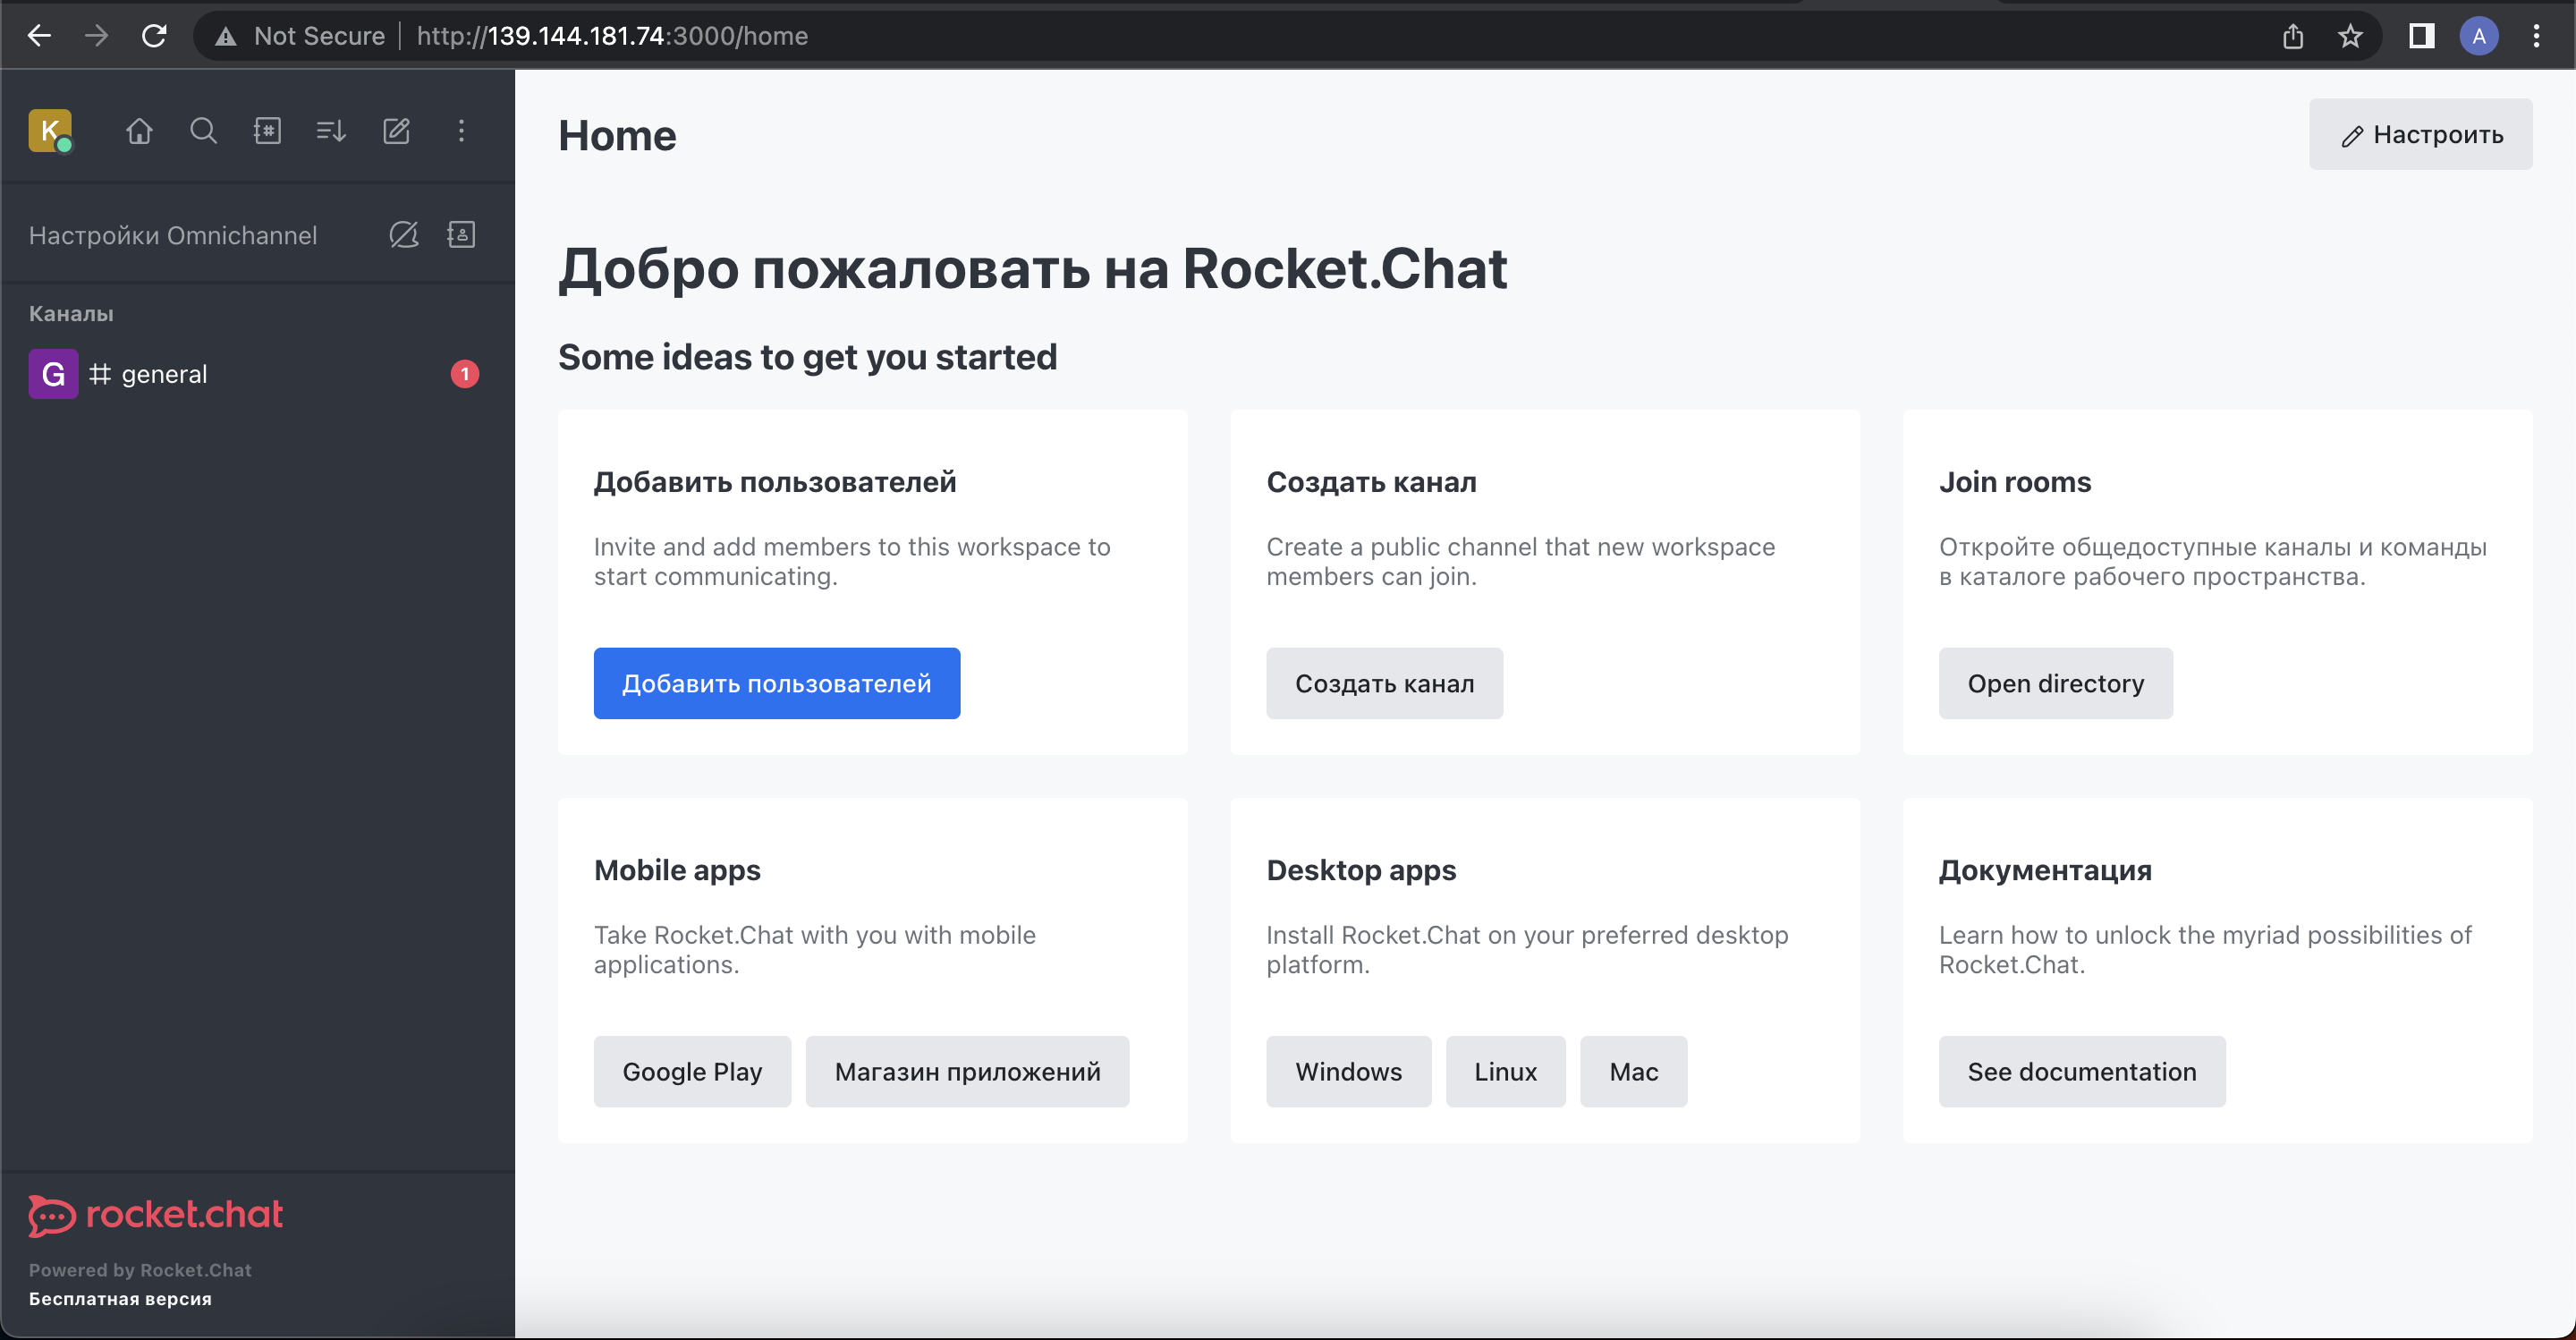 Not Secure
http://139.144.181.74:3000/home
A
K
Настройки Omnichannel
Каналы
G # general 1
Home
Настроить
Добро пожаловать на Rocket.Chat
Some ideas to get you started
Добавить пользователей
Invite and add members to this workspace to
start communicating.
Добавить пользователей
Создать канал
Create a public channel that new workspace
members can join.
Создать канал
Join rooms
Откройте общедоступные каналы и команды
в каталоге рабочего пространства.
Open directory
Mobile apps
Take Rocket.Chat with you with mobile
applications.
Google Play
Магазин приложений
Desktop apps
Install Rocket.Chat on your preferred desktop
platform.
Windows
Linux
Mac
Документация
Learn how to unlock the myriad possibilities of
Rocket.Chat.
See documentation
rocket.chat
Powered by Rocket.Chat
Бесплатная версия